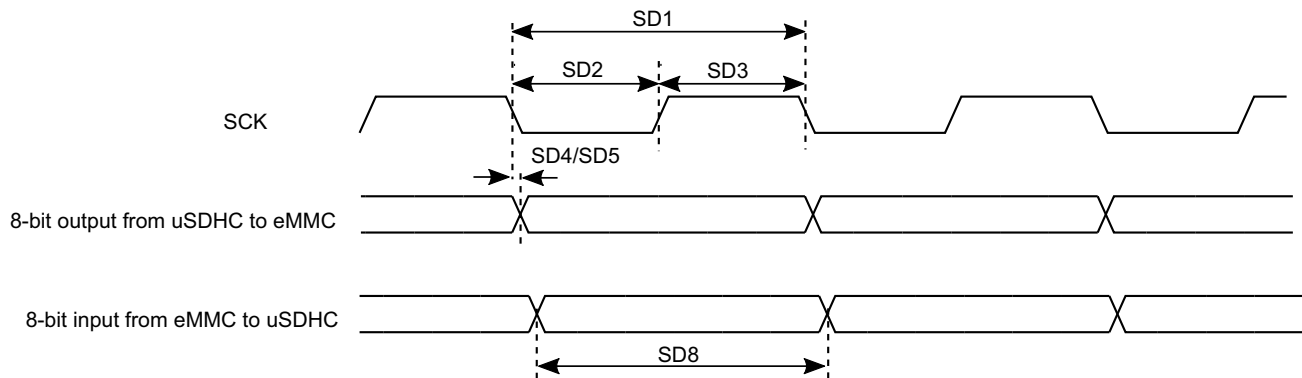 SD1
SD2
SD3
SCK
SD4/SD5
8-bit output from uSDHC to eMMC
8-bit input from eMMC to uSDHC
SD8